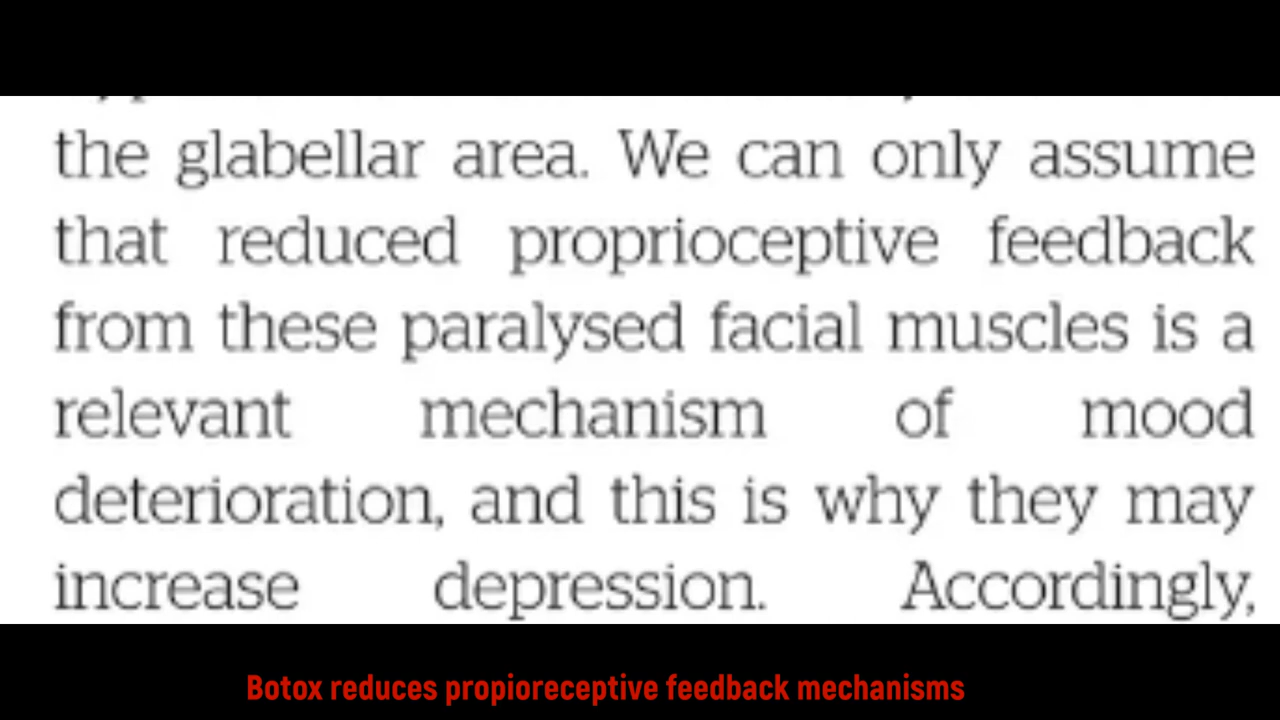 the glabellar area. We can only assume
that reduced proprioceptive feedback
from these paralysed facial muscles is a
relevant mechanism of mood
deterioration, and this is why they may
increase depression. Accordingly,
Botox reduces propioreceptive feedback mechanisms